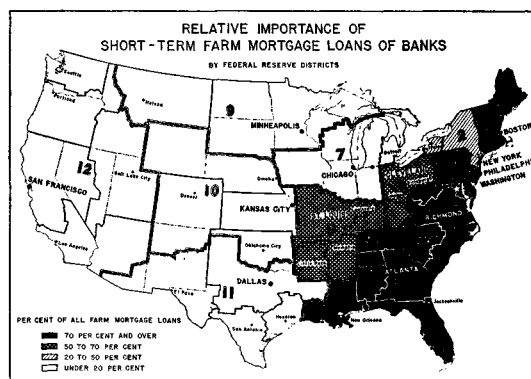 RELATIVE IMPORTANCE OF
SHORT-TERM FARM MORTGAGE LOANS OF BANKS
BY FEDERAL RESERVE DISTRICTS
Seattle
Portland
Helena
9
MINNEAPOLIS
2
BOSTON
NEW YORK
PHILADELPHIA
WASHINGTON
7
CHICAGO
Detroit
12
SAN FRANCISCO
Salt Lake City
10
Denver
Omaha
KANSAS CITY
RICHMOND
Los Angeles
Oklahoma City
ATLANTA
El Paso
11
DALLAS
Houston
San Antonio
New Orleans
Jacksonville
PER CENT OF ALL FARM MORTGAGE LOANS
70 PER CENT AND OVER
50 TO 70 PER CENT
20 TO 50 PER CENT
UNDER 20 PER CENT